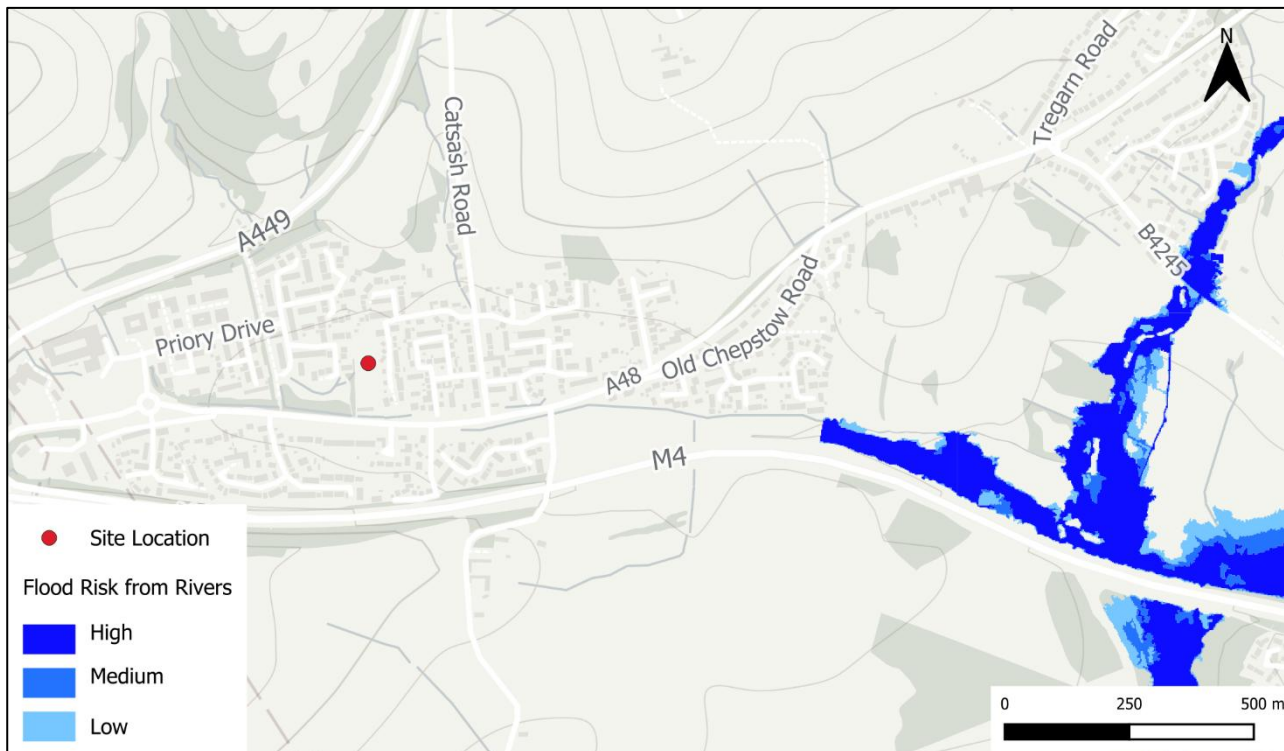 N
Tregarn Road
Catsash Road
A449
B4245
Priory Drive
Old Chepstow Road
A48
M4
Site Location
Flood Risk from Rivers
High
Medium
Low
0 250 500 m